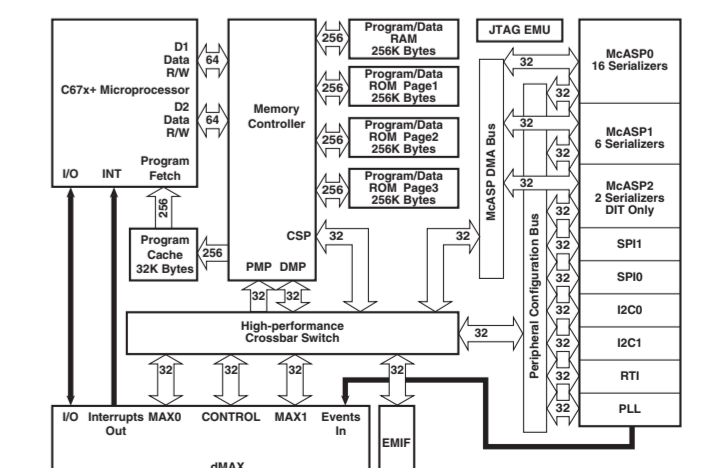 D1
Data
R/W
C67x+ Microprocessor
D2
Data
R/W
I/O INT
Program
Fetch
64
64
256
Program
Cache
32K Bytes
256
Memory
Controller
CSP
PMP DMP
32 32
256
Program/Data
RAM
256K Bytes
256
Program/Data
ROM Page1
256K Bytes
256
Program/Data
ROM Page2
256K Bytes
256
Program/Data
ROM Page3
256K Bytes
32
32
High-performance
Crossbar Switch
32
JTAG EMU
McASP DMA Bus
Peripheral Configuration Bus
32
32
32
32
32
32
32
32
32
32
32
32
32
McASP0
16 Serializers
McASP1
6 Serializers
McASP2
2 Serializers
DIT Only
SPI1
SPI0
I2C0
I2C1
RTI
PLL
32
32
32
32
I/O
Interrupts
Out
MAX0
CONTROL
MAX1
Events
In
dMAX
EMIF